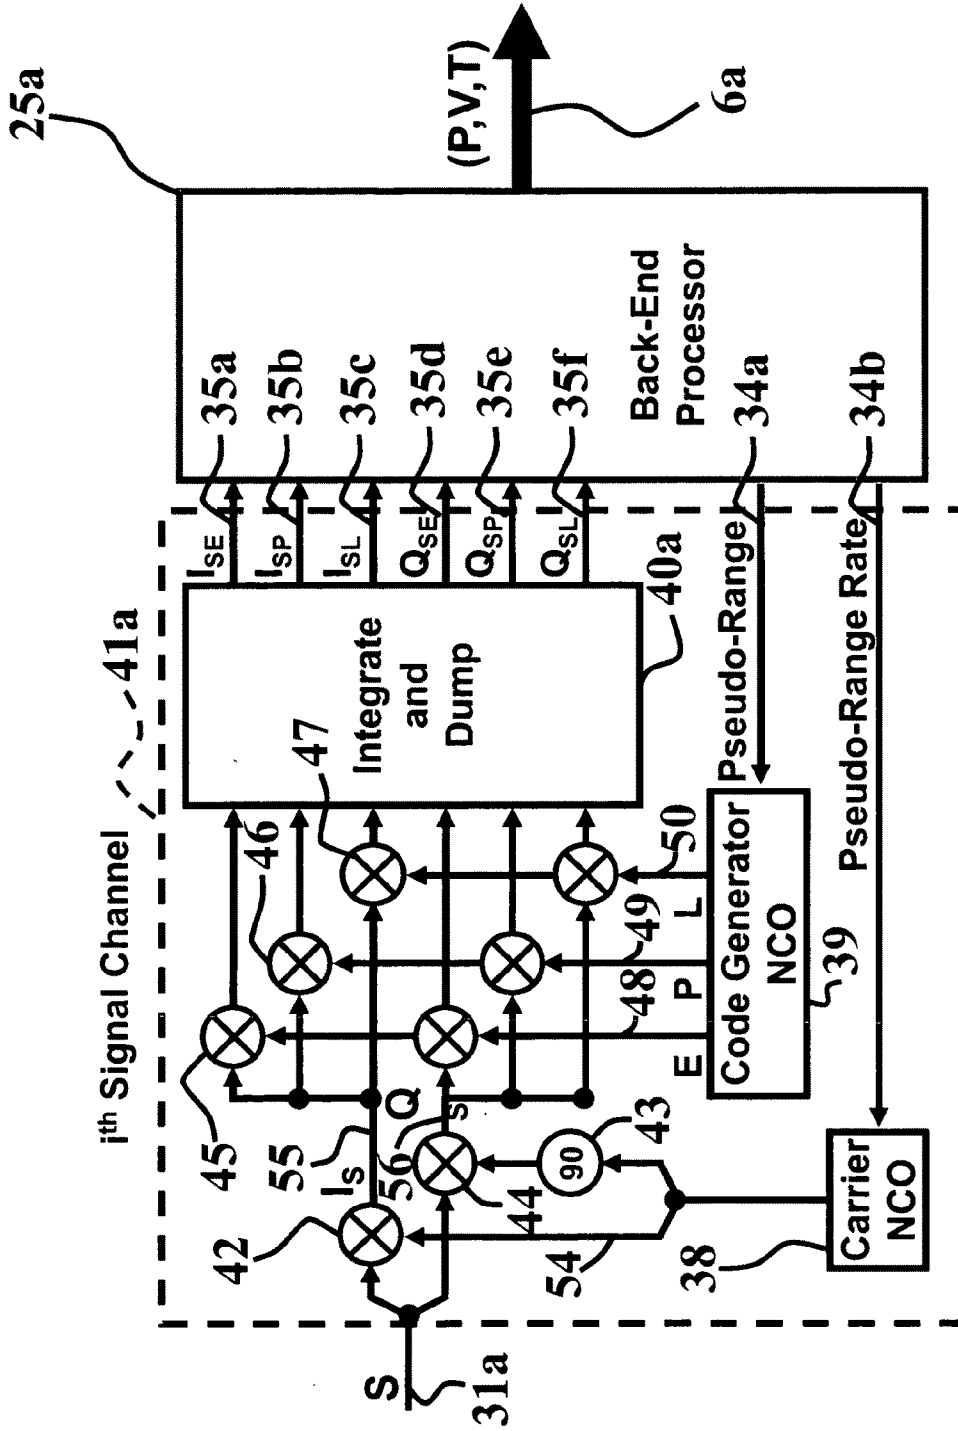 25a
(P,V,T)
6a
Back-End
Processor
35a
35b
35c
35d
35e
35f
34a
34b
I_SE
I_SP
I_SL
Q_SE
Q_SP
Q_SL
Pseudo-Range
Pseudo-Range Rate
ith Signal Channel
41a
Integrate
and
Dump
40a
45
46
47
48
49
50
E
P
L
Code Generator
NCO
39
S
31a
42
I_S
55
Q_S
56
44
90
43
54
38
Carrier
NCO